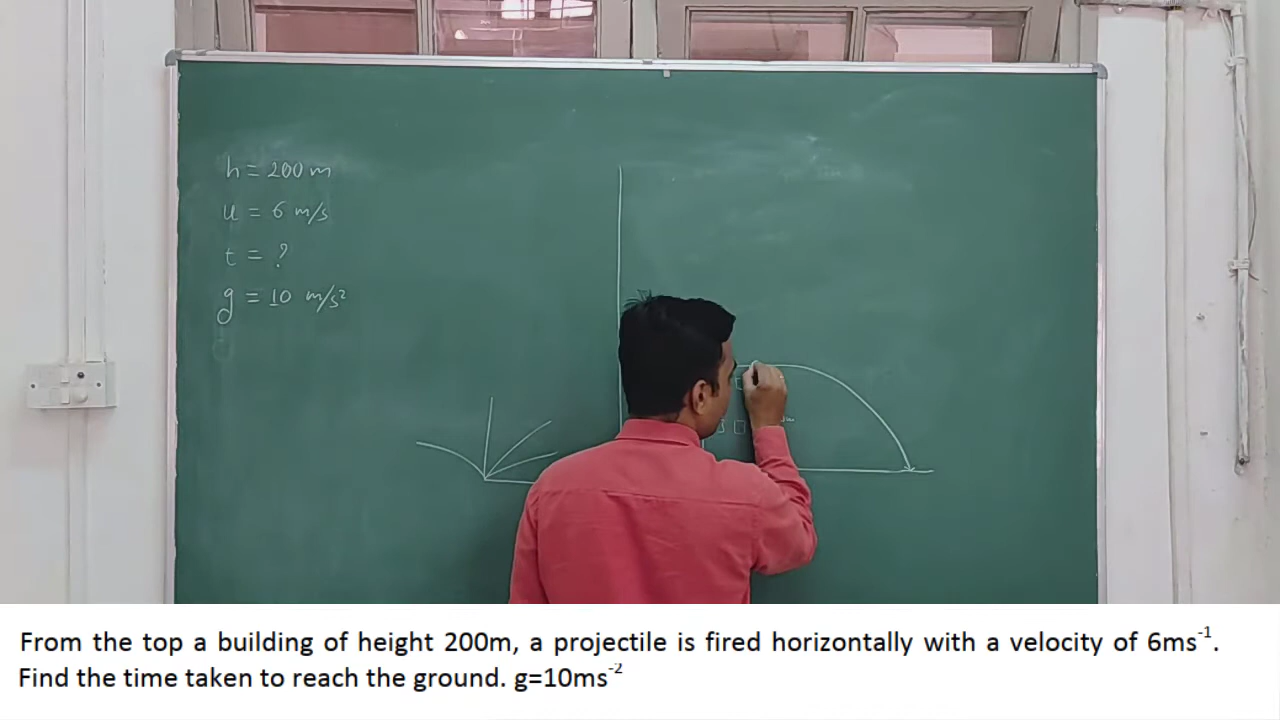 h = 200 m
u = 6 m/s
t = ?
g = 10 m/s²
From the top a building of height 200m, a projectile is fired horizontally with a velocity of 6ms⁻¹.
Find the time taken to reach the ground. g=10ms⁻²